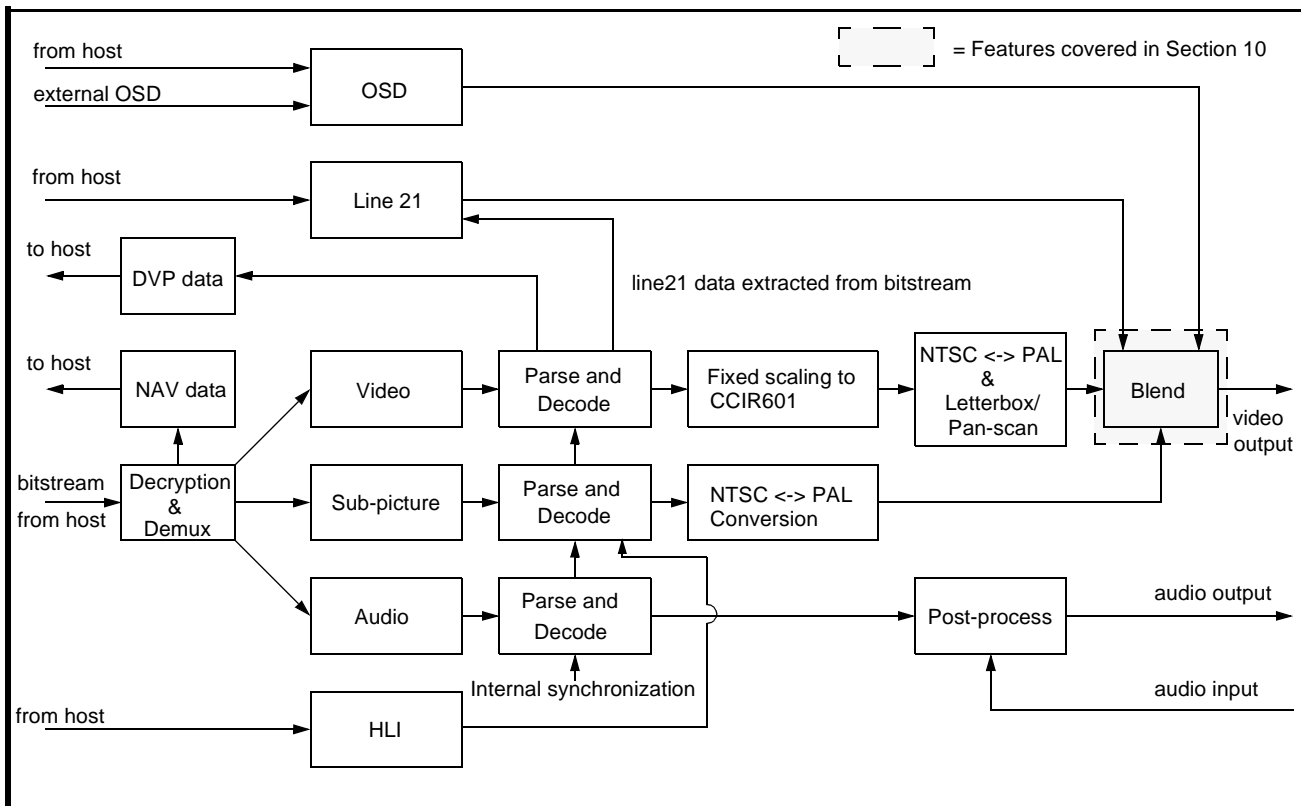 from host
= Features covered in Section 10
external OSD
OSD
from host
Line 21
to host
DVP data
line21 data extracted from bitstream
to host
NAV data
Video
Parse and
Decode
Fixed scaling to
CCIR601
NTSC <-> PAL
&
Letterbox/
Pan-scan
Blend
video
output
bitstream
from host
Decryption
&
Demux
Sub-picture
Parse and
Decode
NTSC <-> PAL
Conversion
Audio
Parse and
Decode
Post-process
audio output
Internal synchronization
audio input
from host
HLI